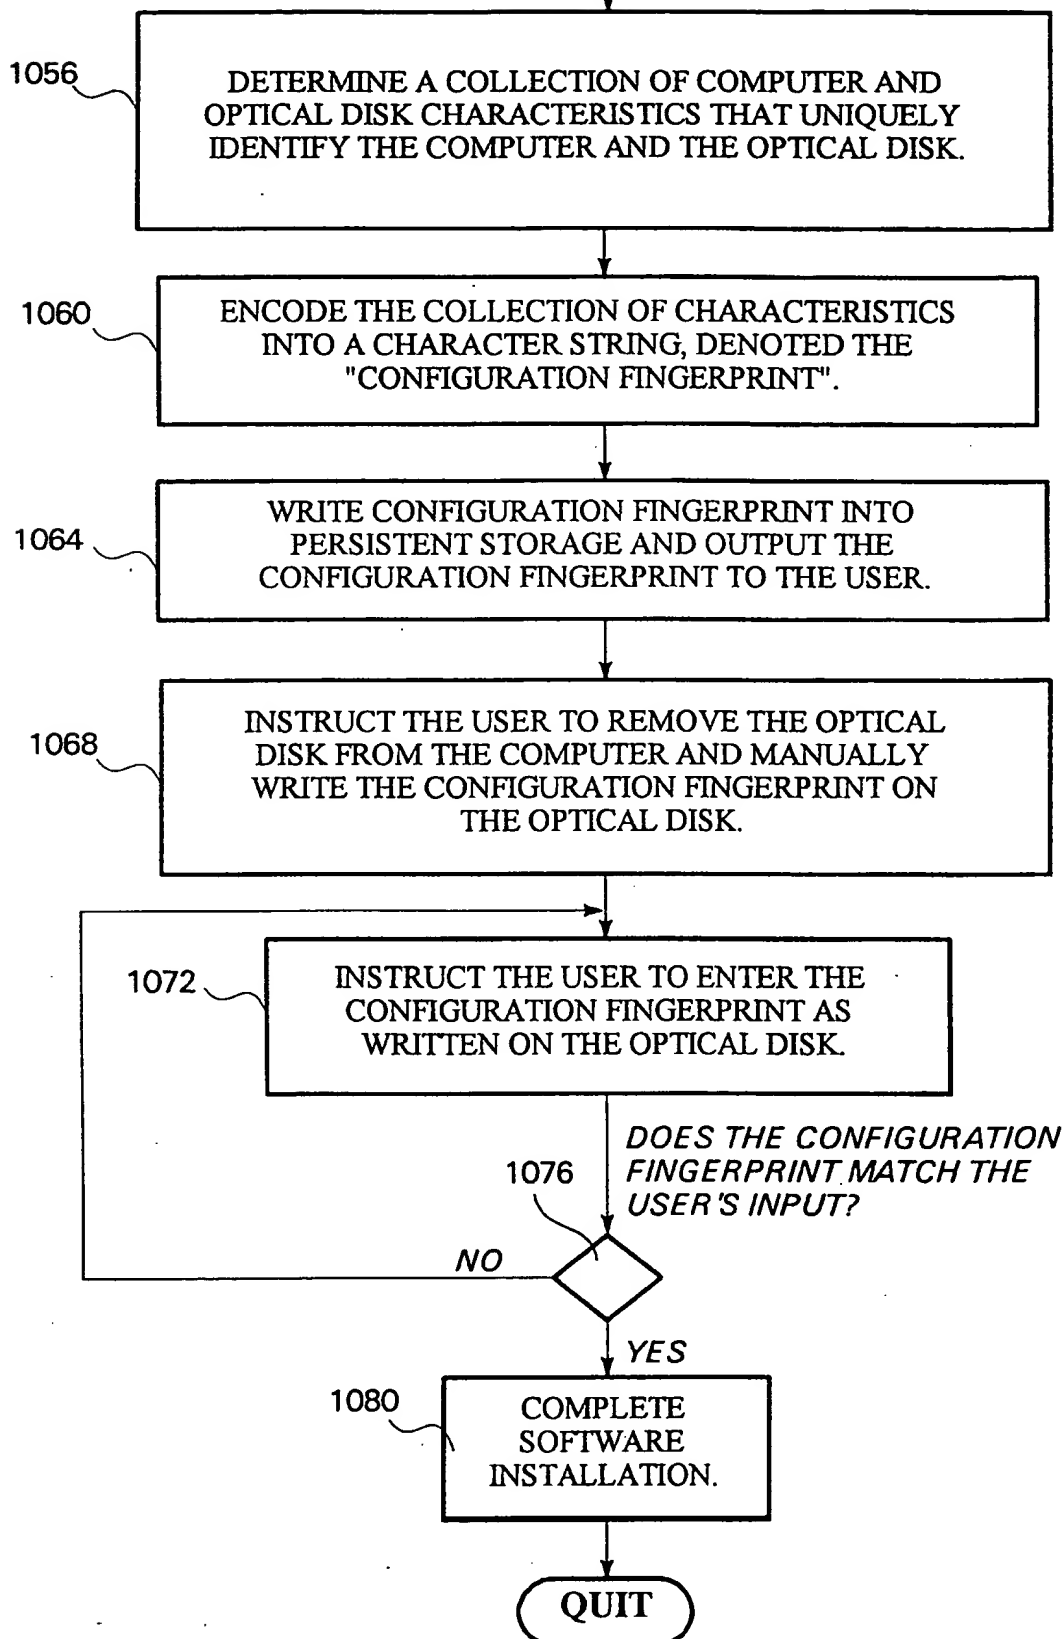 1056
DETERMINE A COLLECTION OF COMPUTER AND
OPTICAL DISK CHARACTERISTICS THAT UNIQUELY
IDENTIFY THE COMPUTER AND THE OPTICAL DISK.
1060
ENCODE THE COLLECTION OF CHARACTERISTICS
INTO A CHARACTER STRING, DENOTED THE
"CONFIGURATION FINGERPRINT".
1064
WRITE CONFIGURATION FINGERPRINT INTO
PERSISTENT STORAGE AND OUTPUT THE
CONFIGURATION FINGERPRINT TO THE USER.
1068
INSTRUCT THE USER TO REMOVE THE OPTICAL
DISK FROM THE COMPUTER AND MANUALLY
WRITE THE CONFIGURATION FINGERPRINT ON
THE OPTICAL DISK.
1072
INSTRUCT THE USER TO ENTER THE
CONFIGURATION FINGERPRINT AS
WRITTEN ON THE OPTICAL DISK.
DOES THE CONFIGURATION
FINGERPRINT MATCH THE
USER'S INPUT?
1076
NO
YES
1080
COMPLETE
SOFTWARE
INSTALLATION.
QUIT